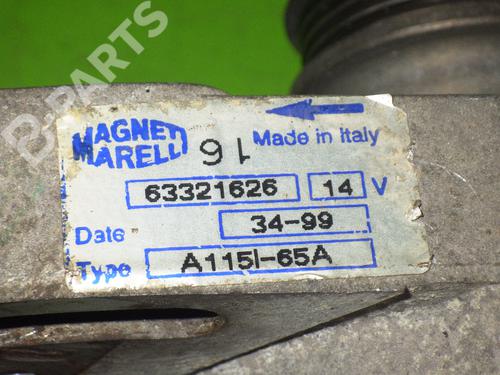 B-PARTS
MAGNETI
MARELLI
16
Made in Italy
63321626 14 V
Date 34-99
Type A115I-65A